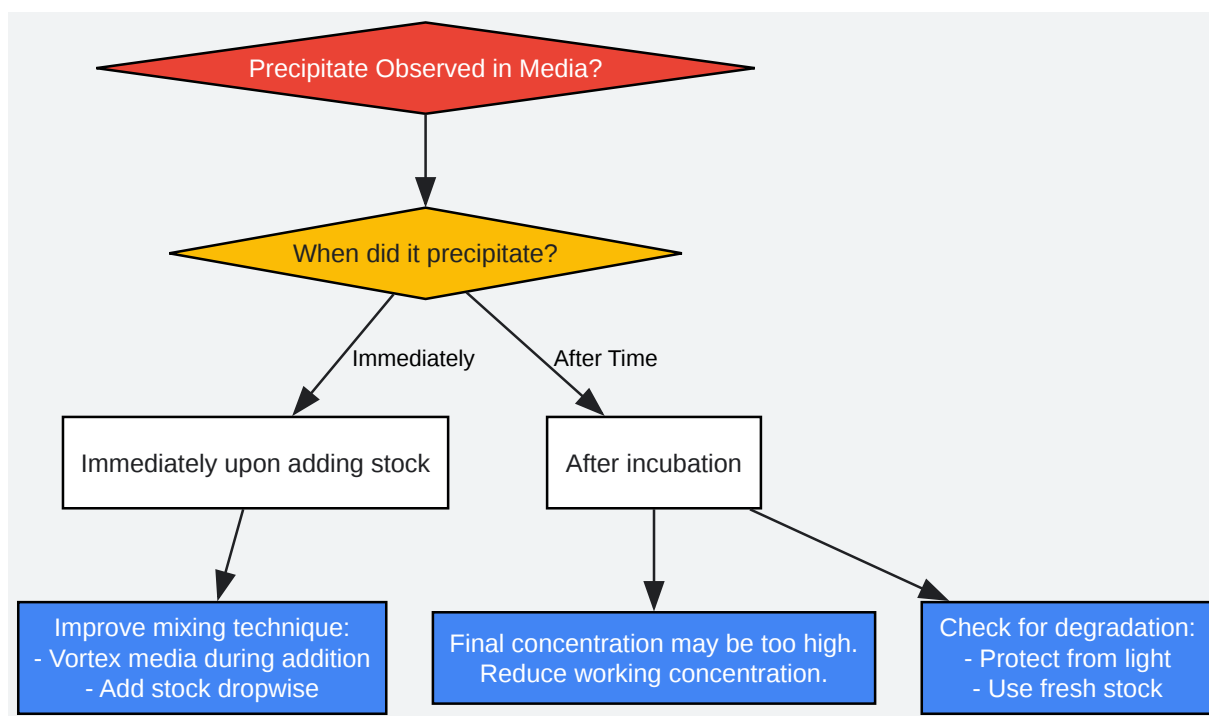 Precipitate Observed in Media?
When did it precipitate?
Immediately
After Time
Immediately upon adding stock
After incubation
Improve mixing technique:
- Vortex media during addition
- Add stock dropwise
Final concentration may be too high.
Reduce working concentration.
Check for degradation:
- Protect from light
- Use fresh stock